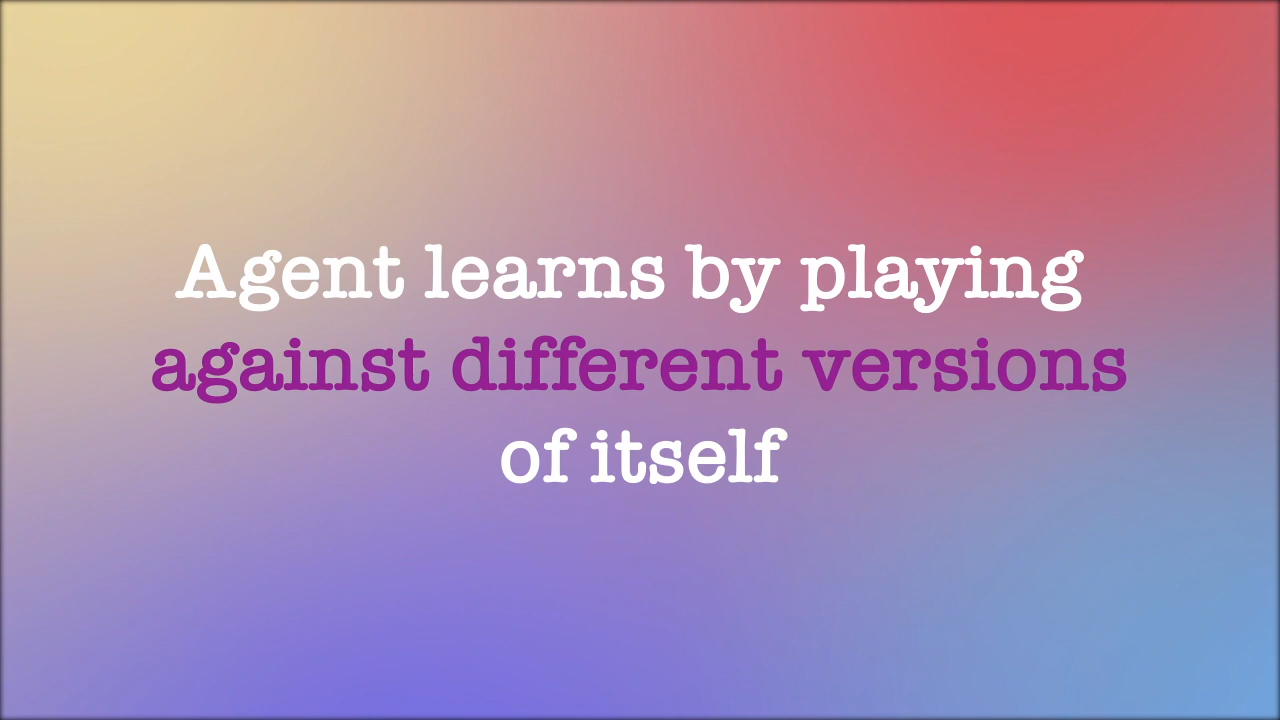 Agent learns by playing
against different versions
of itself